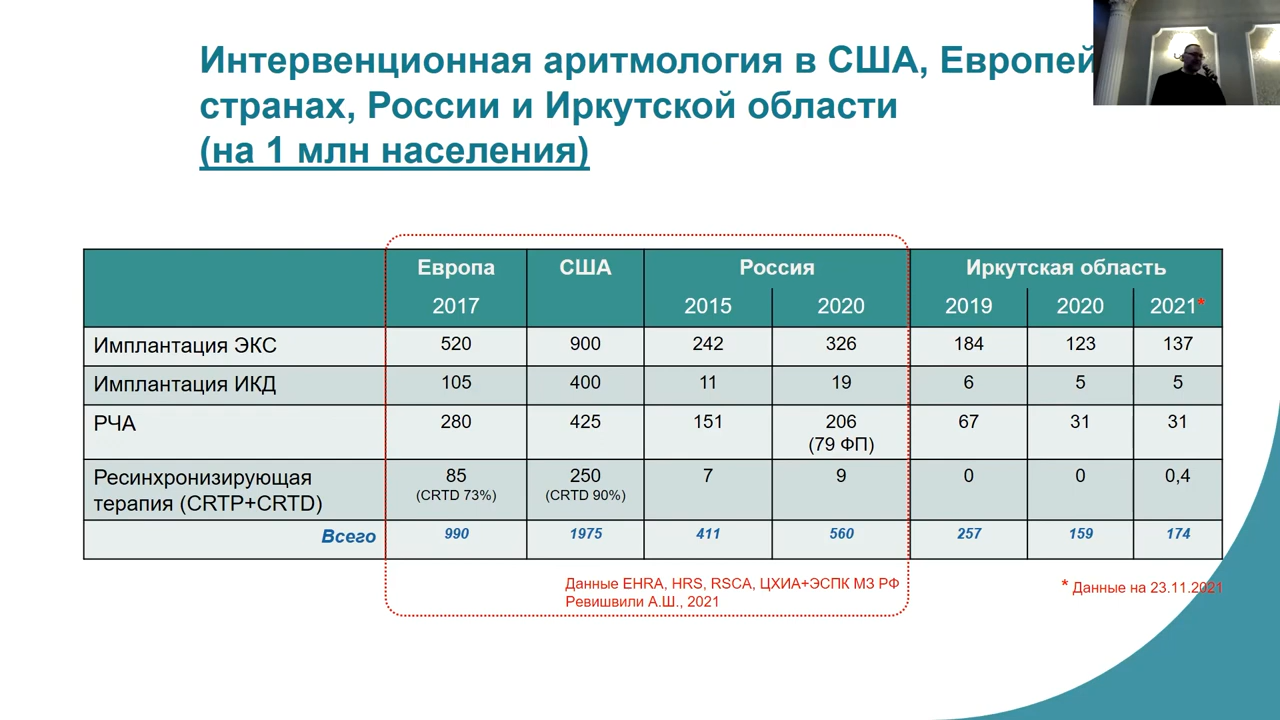 Интервенционная аритмология в США, Европей
странах, России и Иркутской области
(на 1 млн населения)
Европа США Россия Иркутская область
2017 2015 2020 2019 2020 2021*
Имплантация ЭКС 520 900 242 326 184 123 137
Имплантация ИКД 105 400 11 19 6 5 5
РЧА 280 425 151 206 67 31 31
(79 ФП)
Ресинхронизирующая 85 250 7 9 0 0 0,4
терапия (CRTP+CRTD) (CRTD 73%) (CRTD 90%)
Всего 990 1975 411 560 257 159 174
Данные EHRA, HRS, RSCA, ЦХИА+ЭСПК МЗ РФ
Ревишвили А.Ш., 2021
* Данные на 23.11.2021